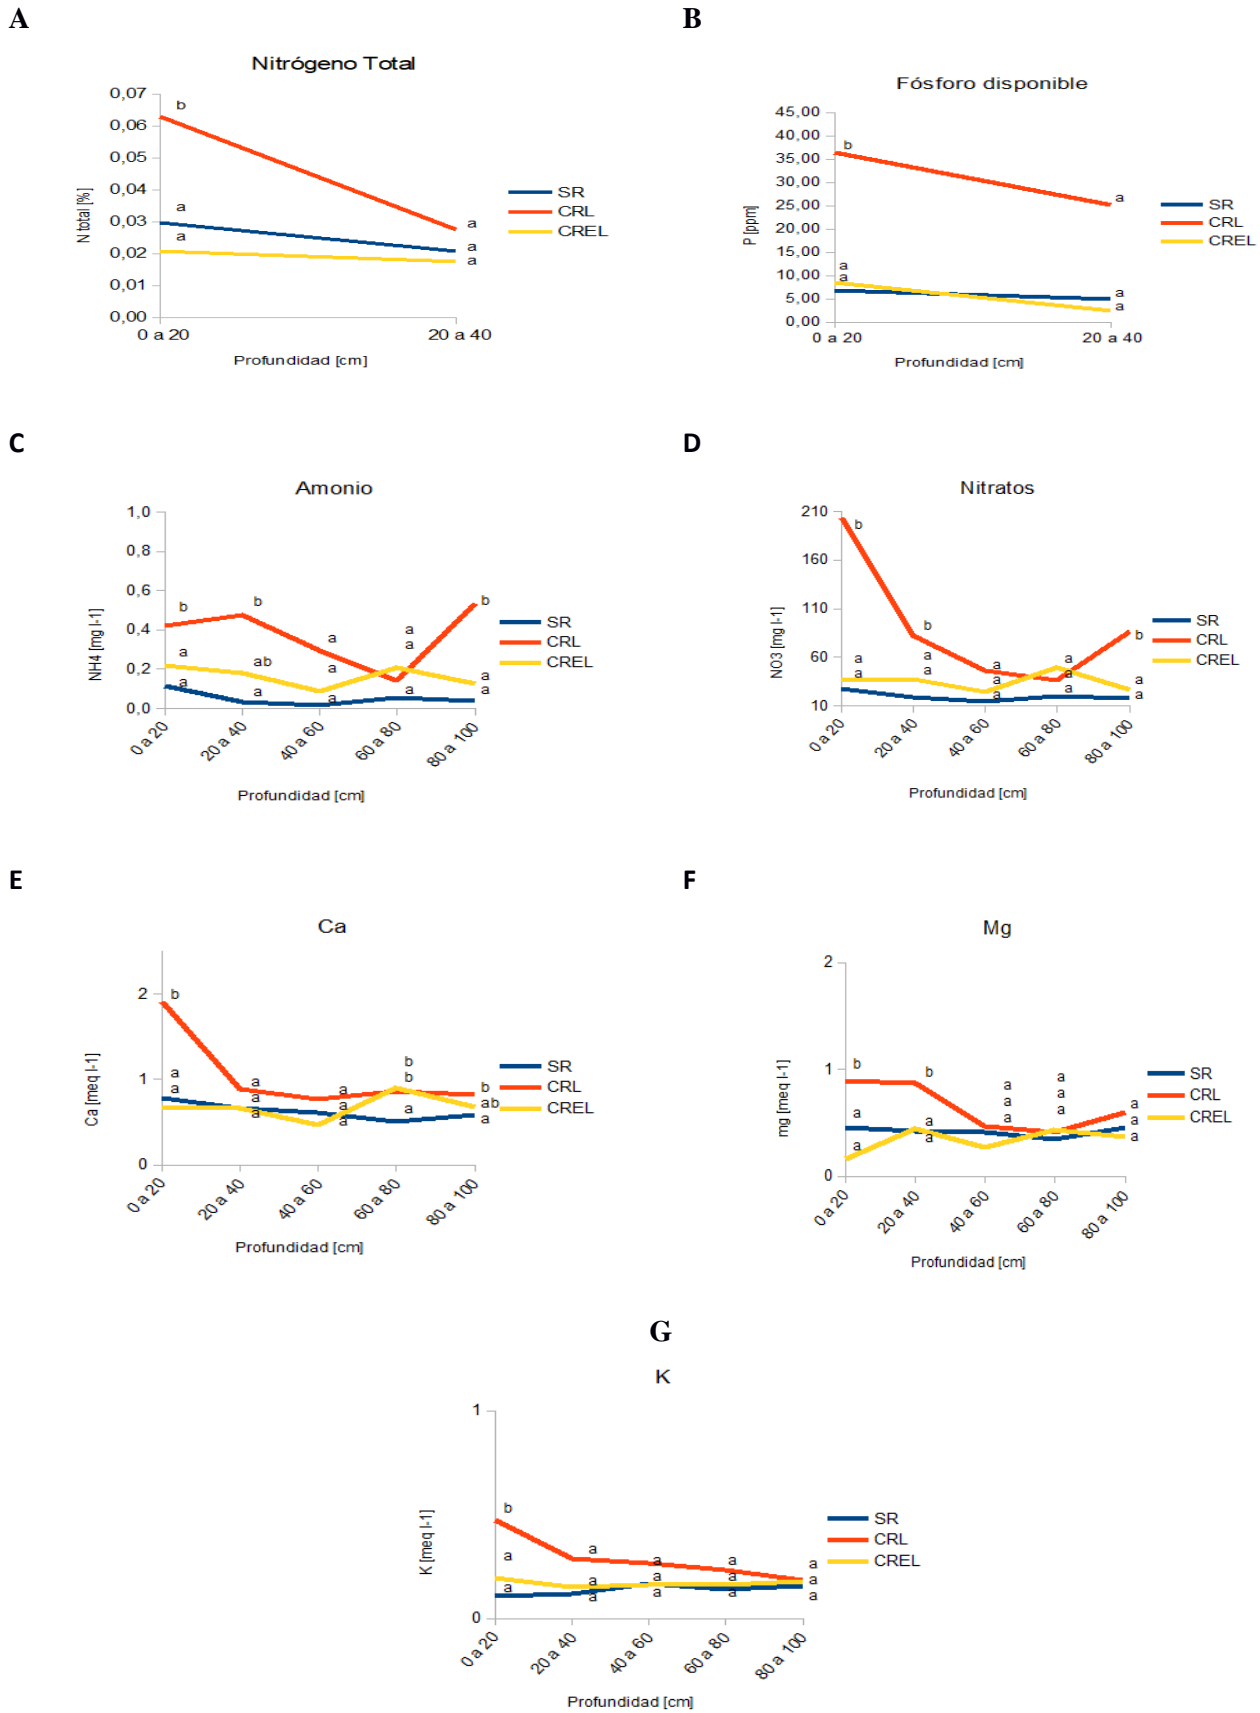 A
Nitrógeno Total
N total [%]
0,07
0,06
0,05
0,04
0,03
0,02
0,01
0,00
b
a
a
a
a
a
0 a 20
20 a 40
Profundidad [cm]
SR
CRL
CREL
B
Fósforo disponible
P [ppm]
45,00
40,00
35,00
30,00
25,00
20,00
15,00
10,00
5,00
0,00
b
a
a
a
a
a
0 a 20
20 a 40
Profundidad [cm]
SR
CRL
CREL
C
Amonio
NH4 [mg l-1]
1,0
0,8
0,6
0,4
0,2
0,0
b
a
a
b
ab
a
a
a
a
a
a
a
b
a
a
0 a 20
20 a 40
40 a 60
60 a 80
80 a 100
Profundidad [cm]
SR
CRL
CREL
D
Nitratos
NO3 [mg l-1]
210
160
110
60
10
b
a
a
b
a
a
a
a
a
a
a
a
b
a
a
0 a 20
20 a 40
40 a 60
60 a 80
80 a 100
Profundidad [cm]
SR
CRL
CREL
E
Ca
Ca [meq l-1]
2
1
0
b
a
a
a
a
a
a
a
a
b
b
a
b
ab
a
0 a 20
20 a 40
40 a 60
60 a 80
80 a 100
Profundidad [cm]
SR
CRL
CREL
F
Mg
mg [meq l-1]
2
1
0
b
a
a
b
a
a
a
a
a
a
a
a
a
a
a
0 a 20
20 a 40
40 a 60
60 a 80
80 a 100
Profundidad [cm]
SR
CRL
CREL
G
K
K [meq l-1]
1
0
b
a
a
a
a
a
a
a
a
a
a
a
a
a
a
0 a 20
20 a 40
40 a 60
60 a 80
80 a 100
Profundidad [cm]
SR
CRL
CREL